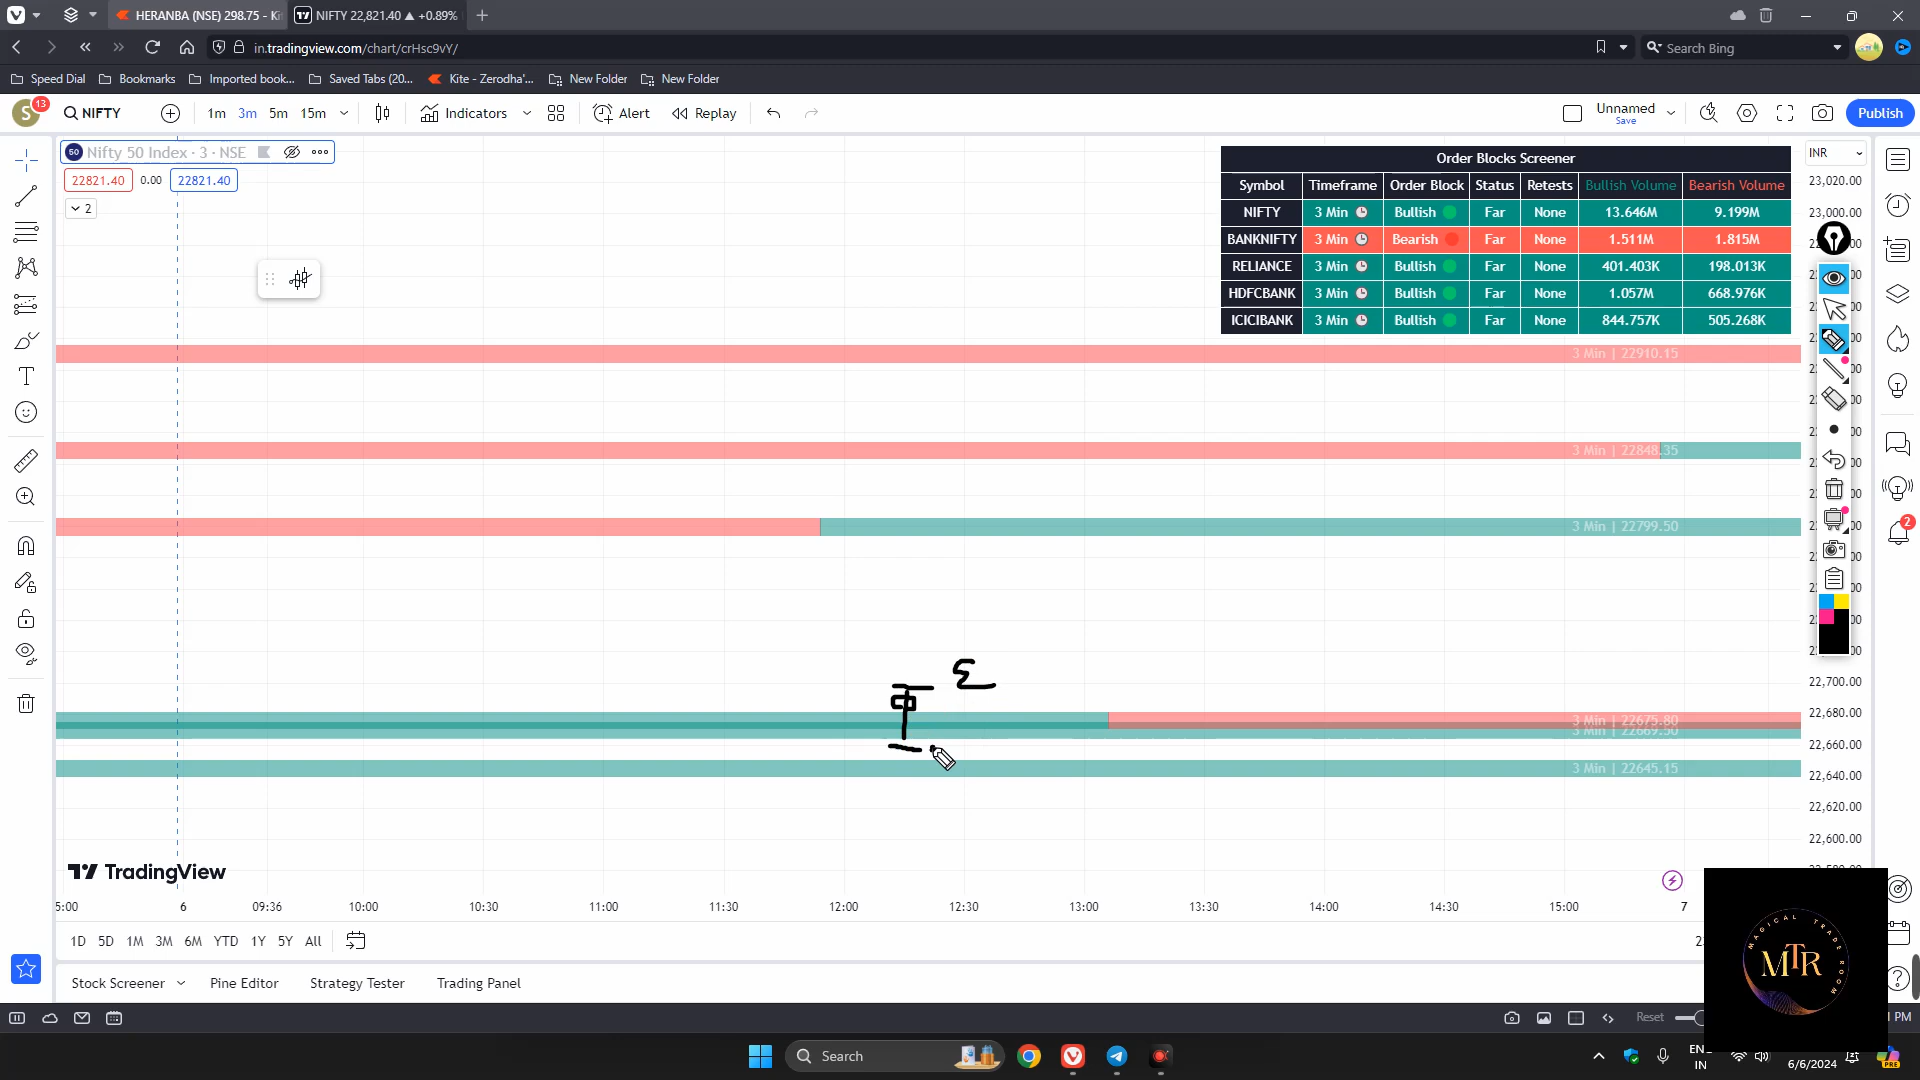 HERANBA (NSE) 298.75 - Ki
NIFTY 22,821.40 ▲ +0.89%
in.tradingview.com/chart/crHsc9vY/
Search Bing
Speed Dial
Bookmarks
Imported book...
Saved Tabs (20...
Kite - Zerodha'...
New Folder
New Folder
S
13
NIFTY
1m
3m
5m
15m
Indicators
Alert
Replay
Unnamed
Save
Publish
50
Nifty 50 Index · 3 · NSE
22821.40
0.00
22821.40
2
INR
Order Blocks Screener
Symbol Timeframe Order Block Status Retests Bullish Volume Bearish Volume
NIFTY 3 Min Bullish Far None 13.646M 9.199M
BANKNIFTY 3 Min Bearish Far None 1.511M 1.815M
RELIANCE 3 Min Bullish Far None 401.403K 198.013K
HDFCBANK 3 Min Bullish Far None 1.057M 668.976K
ICICIBANK 3 Min Bullish Far None 844.757K 505.268K
23,020.00
23,000.00
3 Min | 22910.15
3 Min | 22848.35
3 Min | 22799.50
E
22,700.00
22,680.00
3 Min | 22675.80
3 Min | 22669.50
22,660.00
3 Min | 22645.15
22,640.00
22,620.00
22,600.00
2
TradingView
5:00
6
09:36
10:00
10:30
11:00
11:30
12:00
12:30
13:00
13:30
14:00
14:30
15:00
7
1D
5D
1M
3M
6M
YTD
1Y
5Y
All
Stock Screener
Pine Editor
Strategy Tester
Trading Panel
MAGICAL TRADE ROOM
MTR
Reset
PM
Search
IN
6/6/2024
PRE